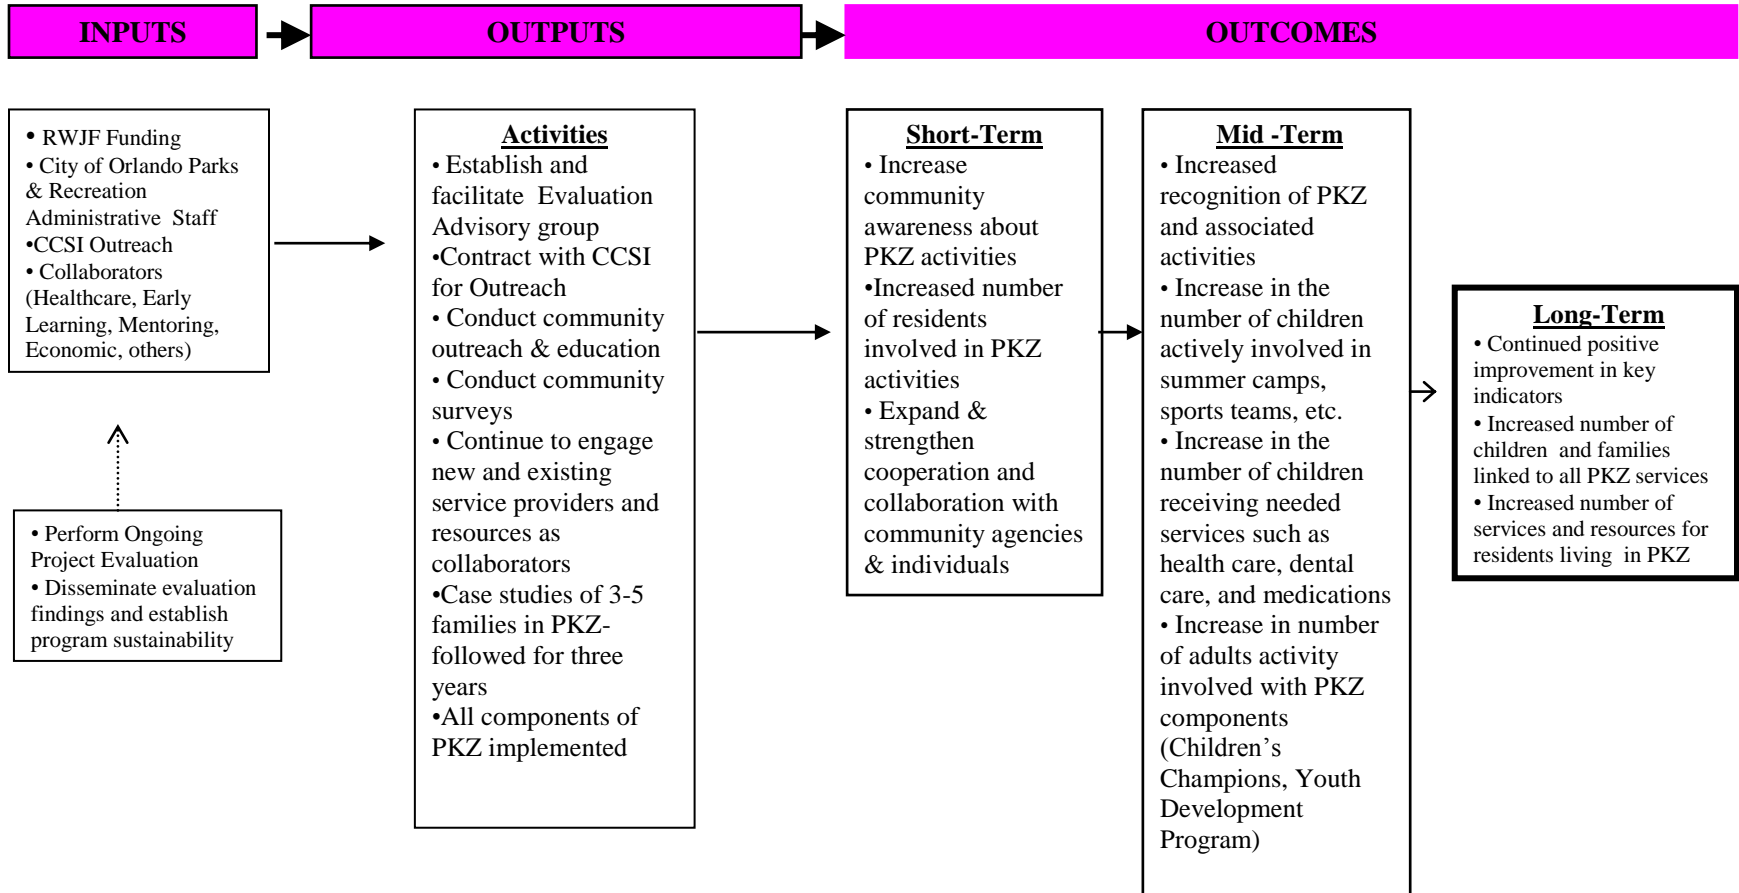 INPUTS
OUTPUTS
OUTCOMES
• RWJF Funding
• City of Orlando Parks
& Recreation
Administrative Staff
•CCSI Outreach
• Collaborators
(Healthcare, Early
Learning, Mentoring,
Economic, others)
• Perform Ongoing
Project Evaluation
• Disseminate evaluation
findings and establish
program sustainability
Activities
• Establish and
facilitate Evaluation
Advisory group
•Contract with CCSI
for Outreach
• Conduct community
outreach & education
• Conduct community
surveys
• Continue to engage
new and existing
service providers and
resources as
collaborators
•Case studies of 3-5
families in PKZ-
followed for three
years
•All components of
PKZ implemented
Short-Term
• Increase
community
awareness about
PKZ activities
•Increased number
of residents
involved in PKZ
activities
• Expand &
strengthen
cooperation and
collaboration with
community agencies
& individuals
Mid -Term
• Increased
recognition of PKZ
and associated
activities
• Increase in the
number of children
actively involved in
summer camps,
sports teams, etc.
• Increase in the
number of children
receiving needed
services such as
health care, dental
care, and medications
• Increase in number
of adults activity
involved with PKZ
components
(Children’s
Champions, Youth
Development
Program)
Long-Term
• Continued positive
improvement in key
indicators
• Increased number of
children and families
linked to all PKZ services
• Increased number of
services and resources for
residents living in PKZ